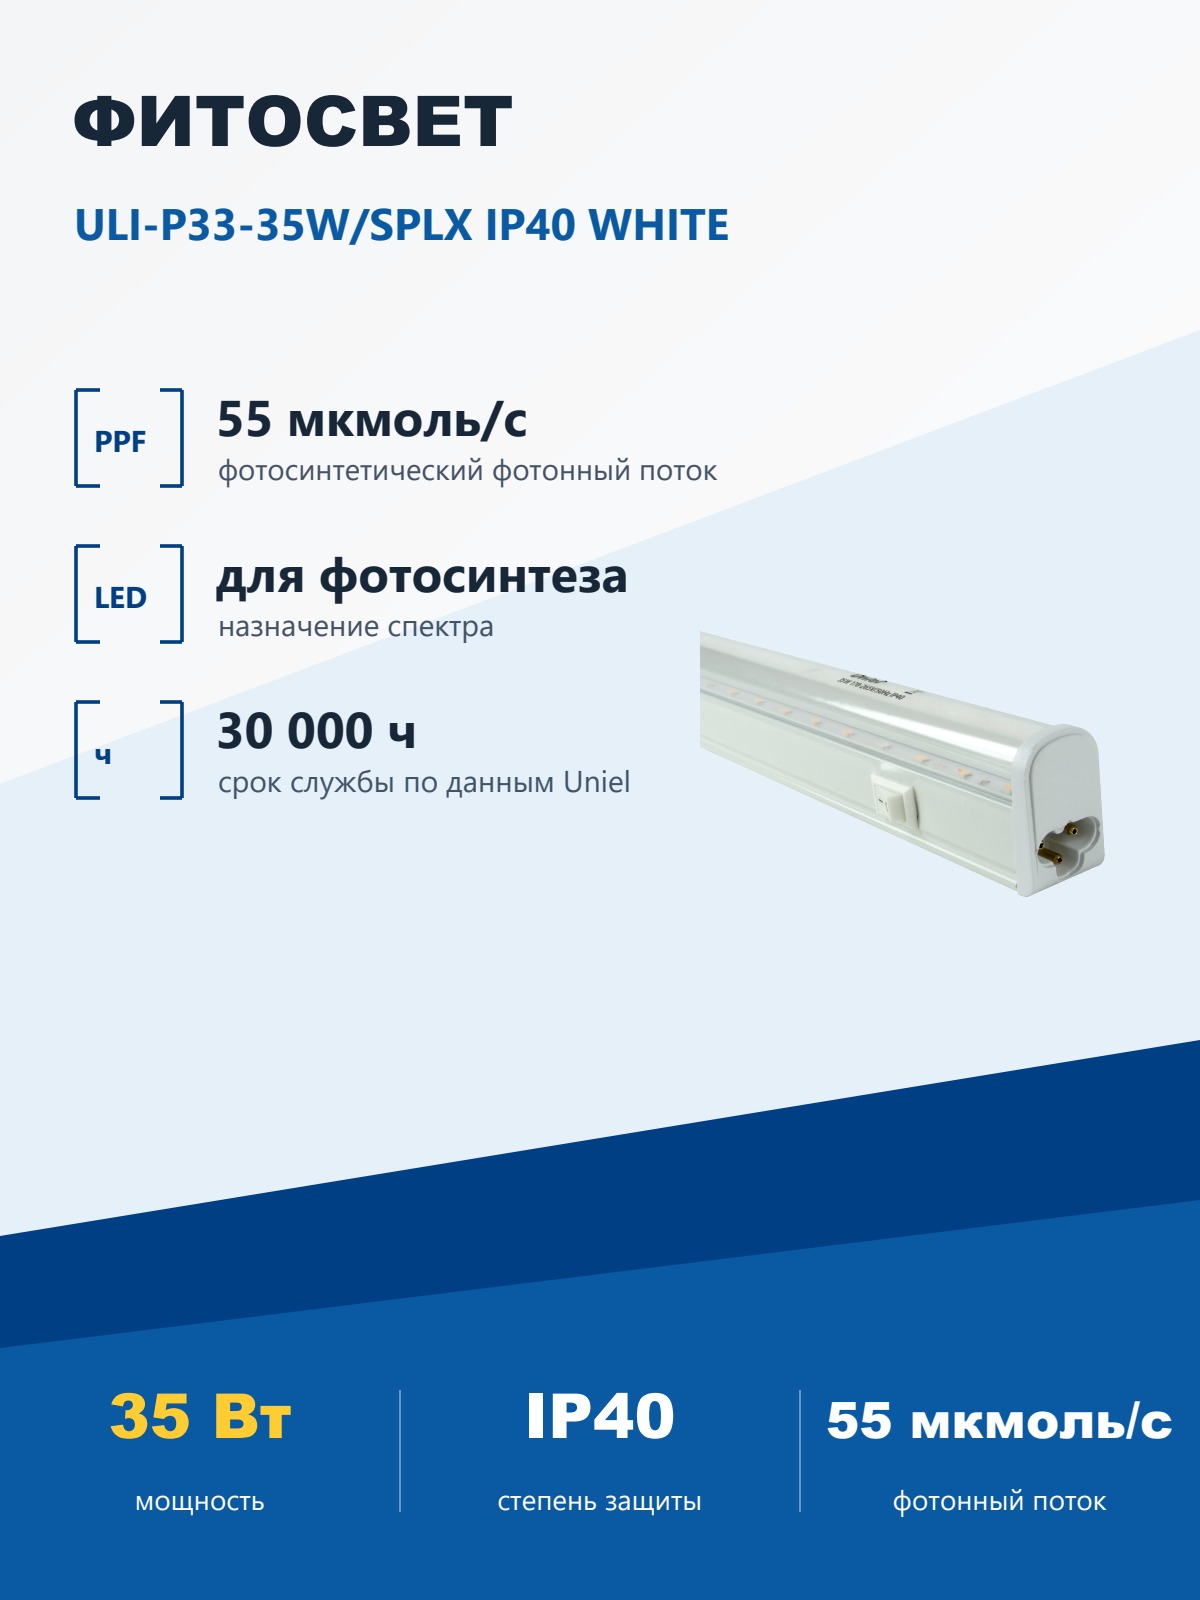 ФИТОСВЕТ
ULI-P33-35W/SPLX IP40 WHITE
PPF
55 мкмоль/с
фотосинтетический фотонный поток
LED
для фотосинтеза
назначение спектра
ч
30 000 ч
срок службы по данным Uniel
Uniel
35 Вт
мощность
IP40
степень защиты
55 мкмоль/с
фотонный поток